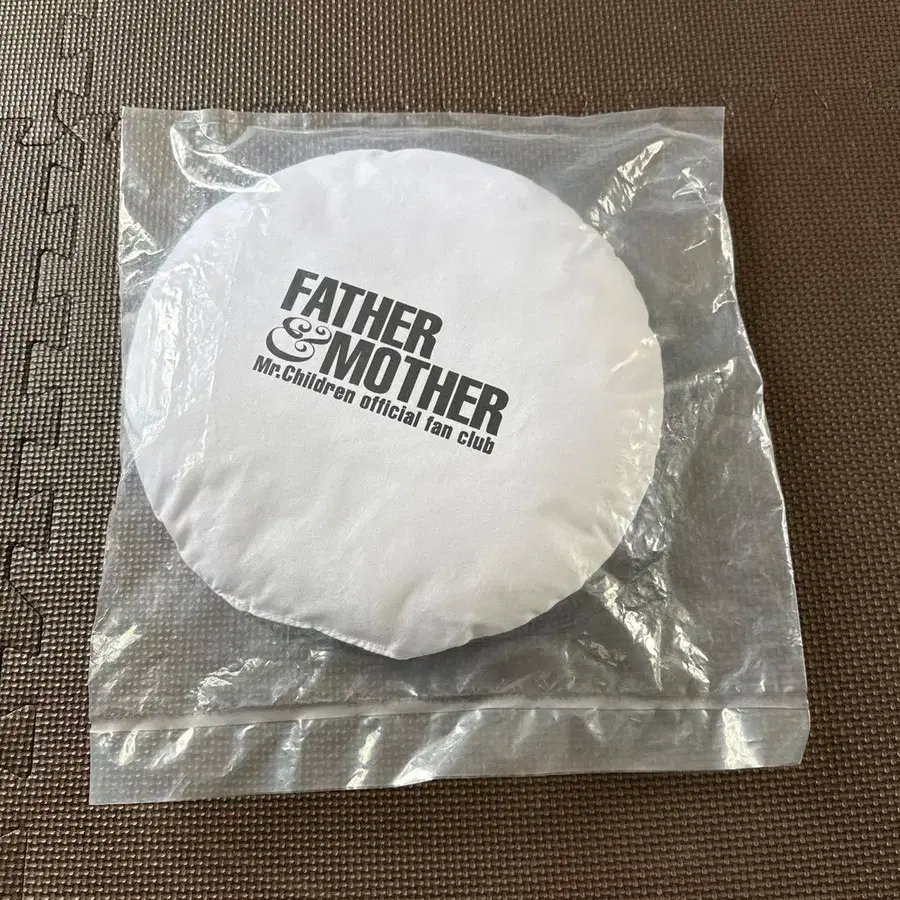 FATHER
&MOTHER
Mr.Children official fan club